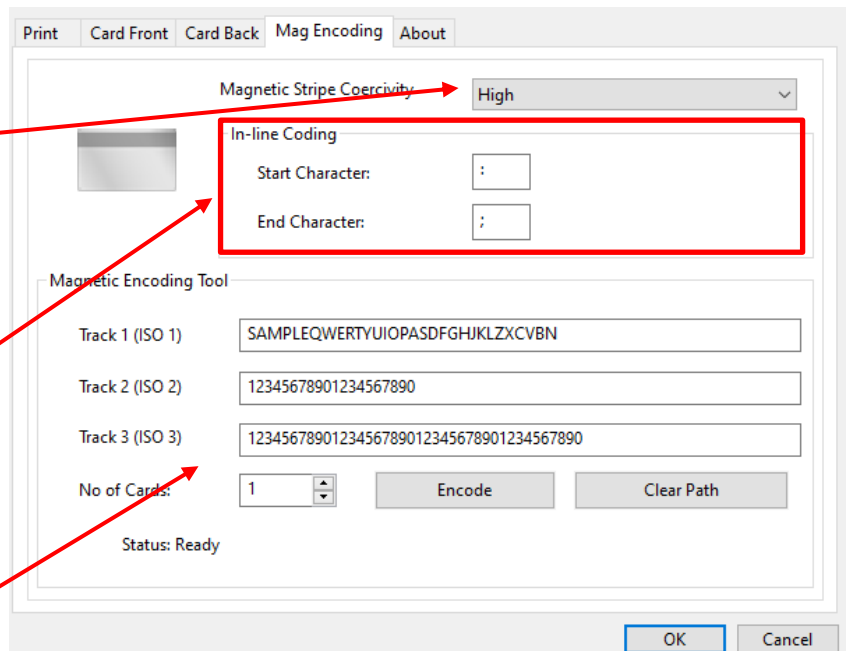 Print Card Front Card Back Mag Encoding About
Magnetic Stripe Coercivity High
In-line Coding
Start Character: :
End Character: ;
Magnetic Encoding Tool
Track 1 (ISO 1) SAMPLEQWERTYUIOPASDFGHJKLZXCVBN
Track 2 (ISO 2) 12345678901234567890
Track 3 (ISO 3) 1234567890123456789012345678901234567890
No of Cards: 1 Encode Clear Path
Status: Ready
OK Cancel